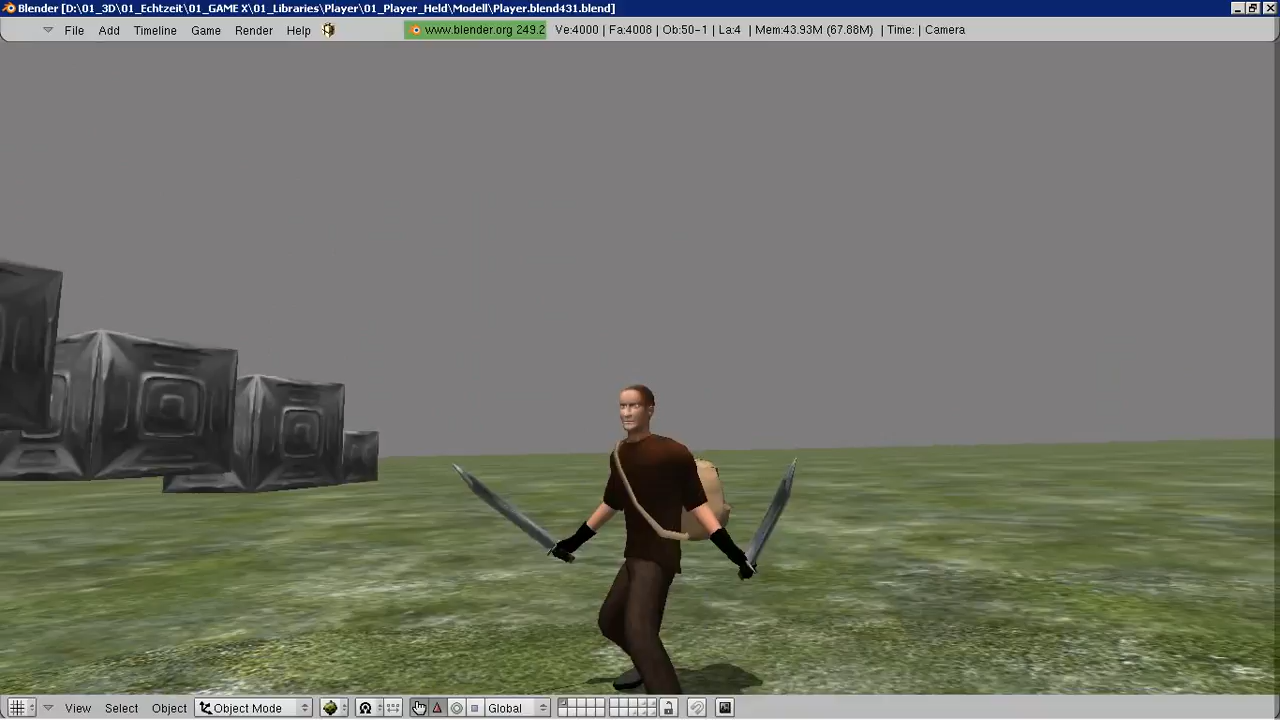 Blender [D:\01_3D\01_Echtzeit\01_GAME X\01_Libraries\Player\01_Player_Held\Modell\Player.blend431.blend]
File Add Timeline Game Render Help www.blender.org 249.2 Ve:4000 | Fa:4008 | Ob:50-1 | La:4 | Mem:43.93M (67.88M) | Time: | Camera
View Select Object Object Mode Global